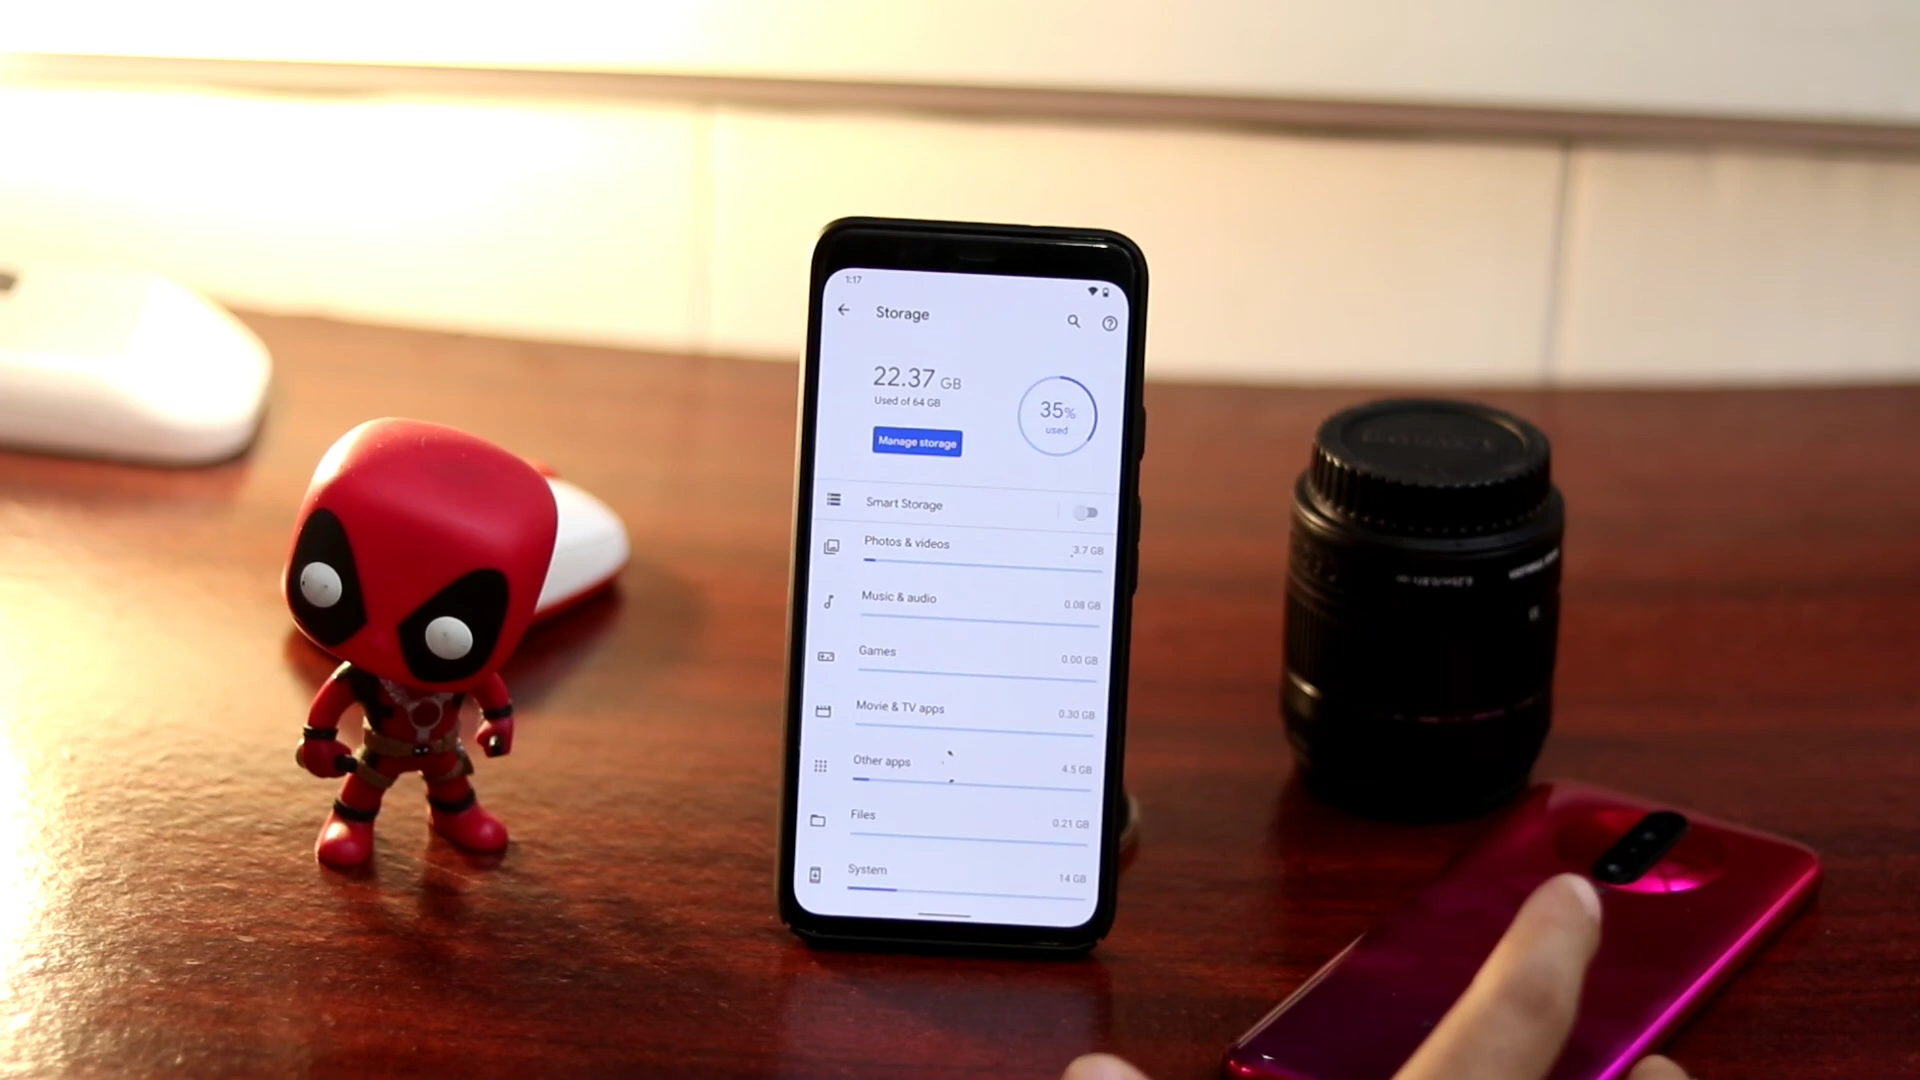 1:17
Storage
22.37 GB
Used of 64 GB
35%
used
Manage storage
Smart Storage
Photos & videos
3.7 GB
Music & audio
0.08 GB
Games
0.00 GB
Movie & TV apps
0.30 GB
Other apps
4.5 GB
Files
0.21 GB
System
14 GB